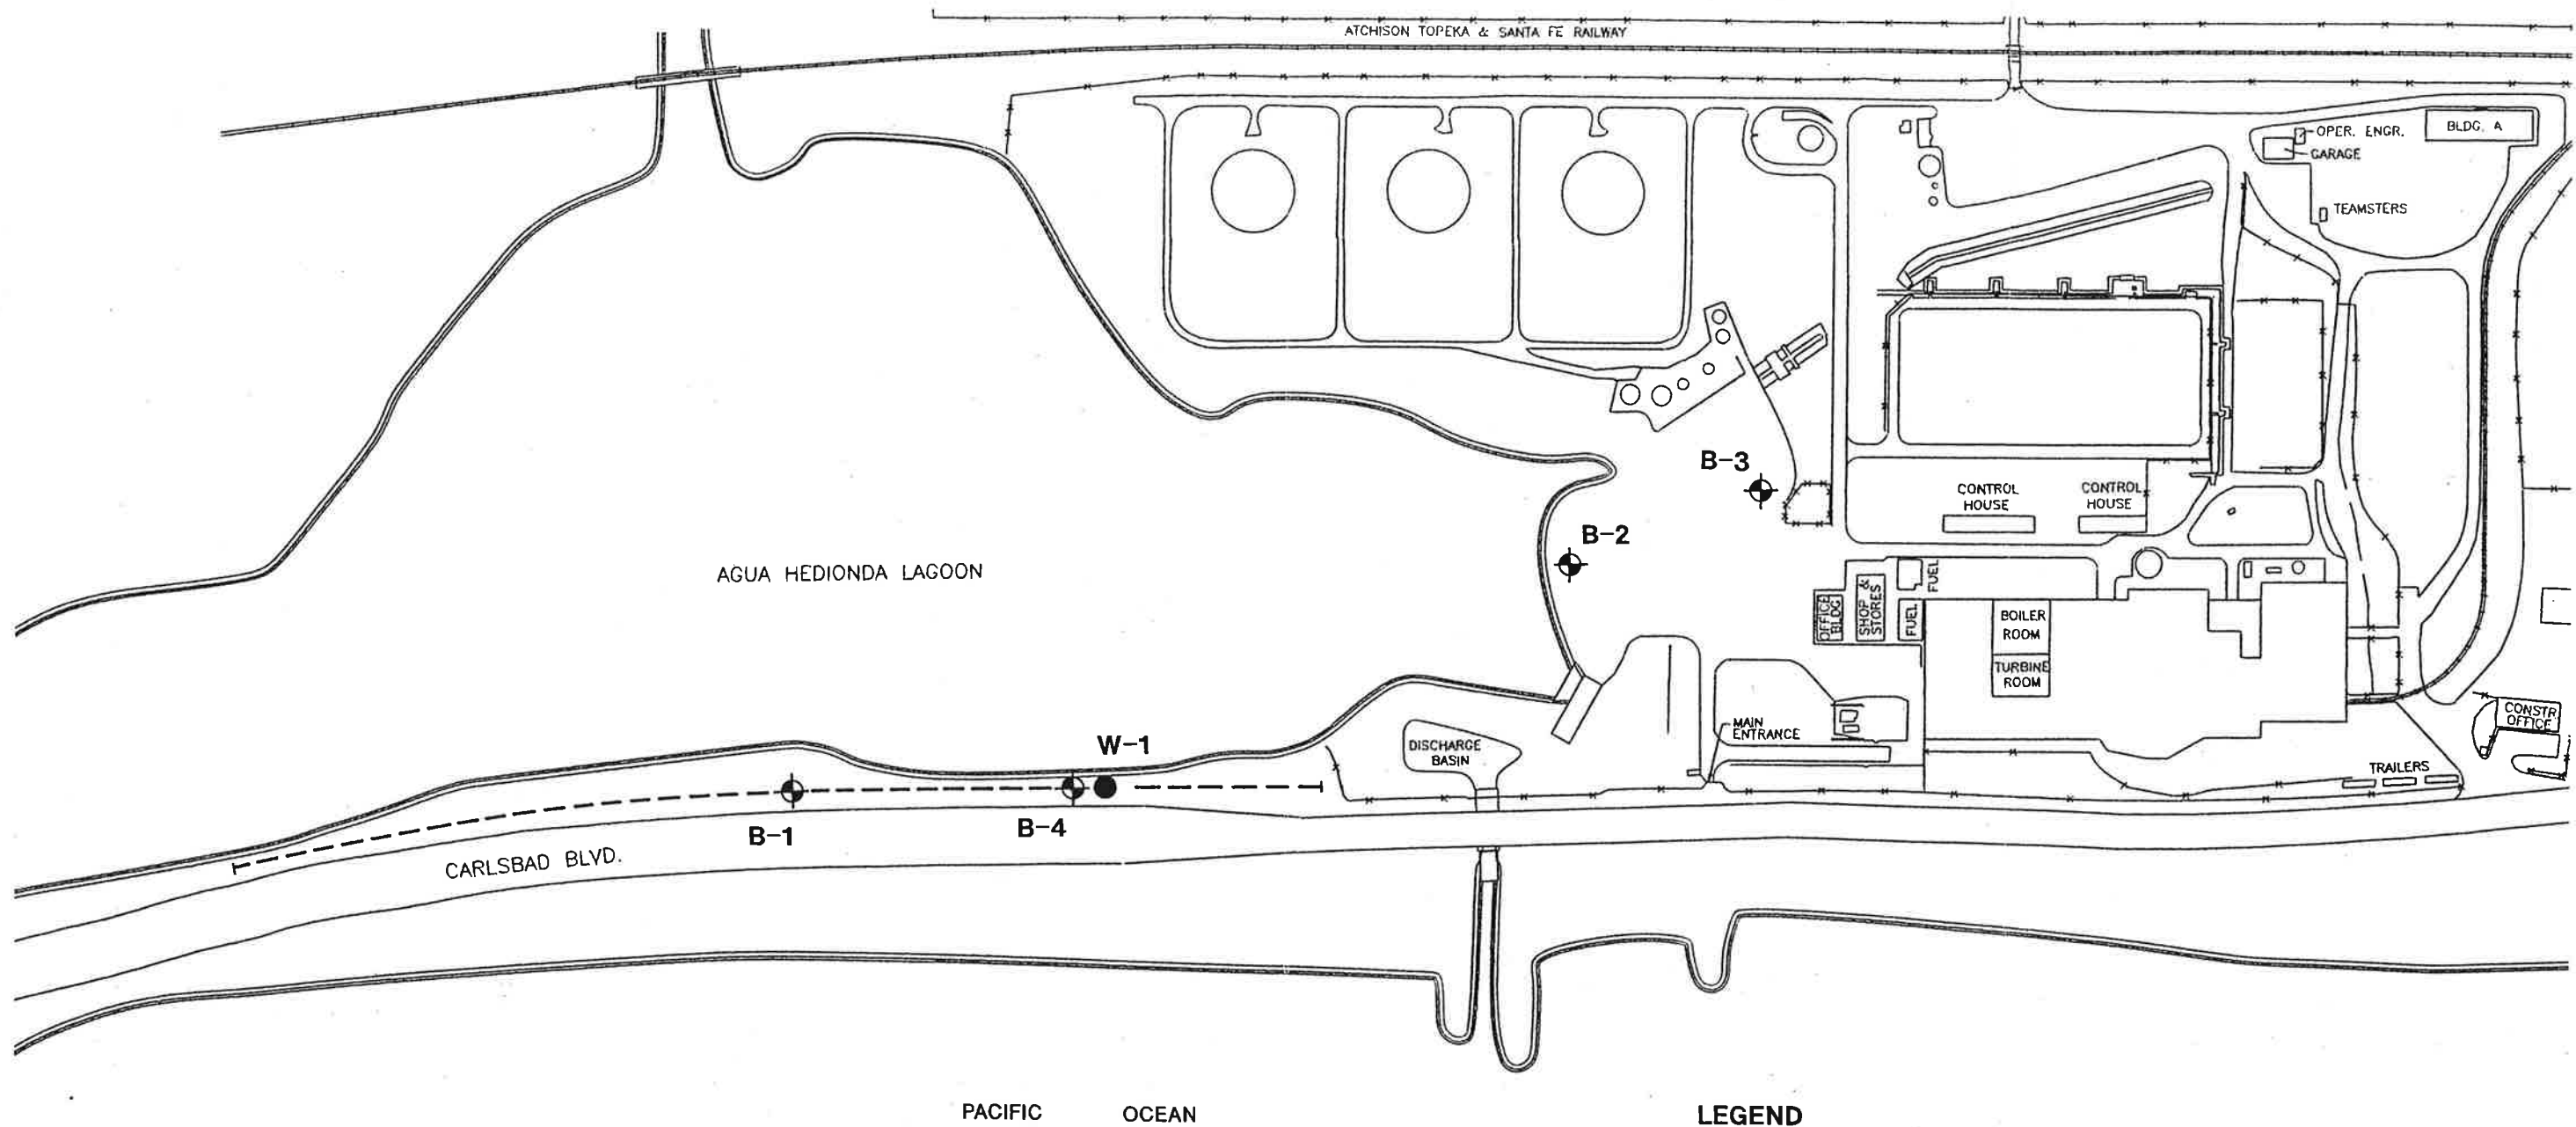 ATCHISON TOPEKA & SANTA FE RAILWAY
OPER. ENGR.
BLDG. A
GARAGE
TEAMSTERS
B-3
CONTROL
HOUSE
CONTROL
HOUSE
B-2
AGUA HEDIONDA LAGOON
OFFICE
BLDG
SHOP &
STORES
FUEL
FUEL
BOILER
ROOM
TURBINE
ROOM
CONSTR
OFFICE
MAIN
ENTRANCE
DISCHARGE
BASIN
W-1
TRAILERS
B-1
B-4
CARLSBAD BLVD.
PACIFIC OCEAN
LEGEND